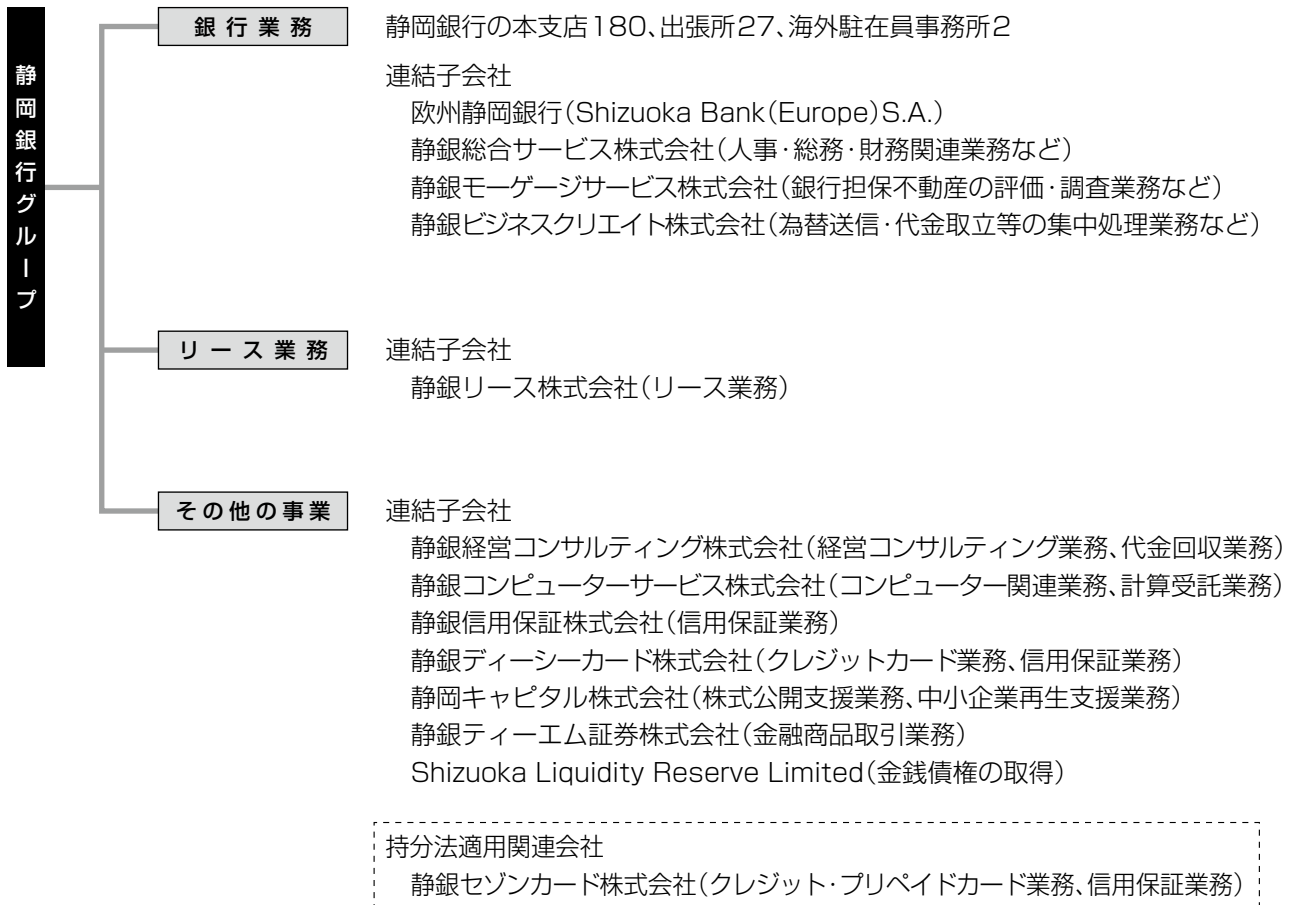 静岡銀行グループ
銀行業務
静岡銀行の本支店180、出張所27、海外駐在員事務所2
連結子会社
欧州静岡銀行(Shizuoka Bank(Europe)S.A.)
静銀総合サービス株式会社(人事・総務・財務関連業務など)
静銀モーゲージサービス株式会社(銀行担保不動産の評価・調査業務など)
静銀ビジネスクリエイト株式会社(為替送信・代金取立等の集中処理業務など)
リース業務
連結子会社
静銀リース株式会社(リース業務)
その他の事業
連結子会社
静銀経営コンサルティング株式会社(経営コンサルティング業務、代金回収業務)
静銀コンピューターサービス株式会社(コンピューター関連業務、計算受託業務)
静銀信用保証株式会社(信用保証業務)
静銀ディーシーカード株式会社(クレジットカード業務、信用保証業務)
静岡キャピタル株式会社(株式公開支援業務、中小企業再生支援業務)
静銀ティーエム証券株式会社(金融商品取引業務)
Shizuoka Liquidity Reserve Limited(金銭債権の取得)
持分法適用関連会社
静銀セゾンカード株式会社(クレジット・プリペイドカード業務、信用保証業務)